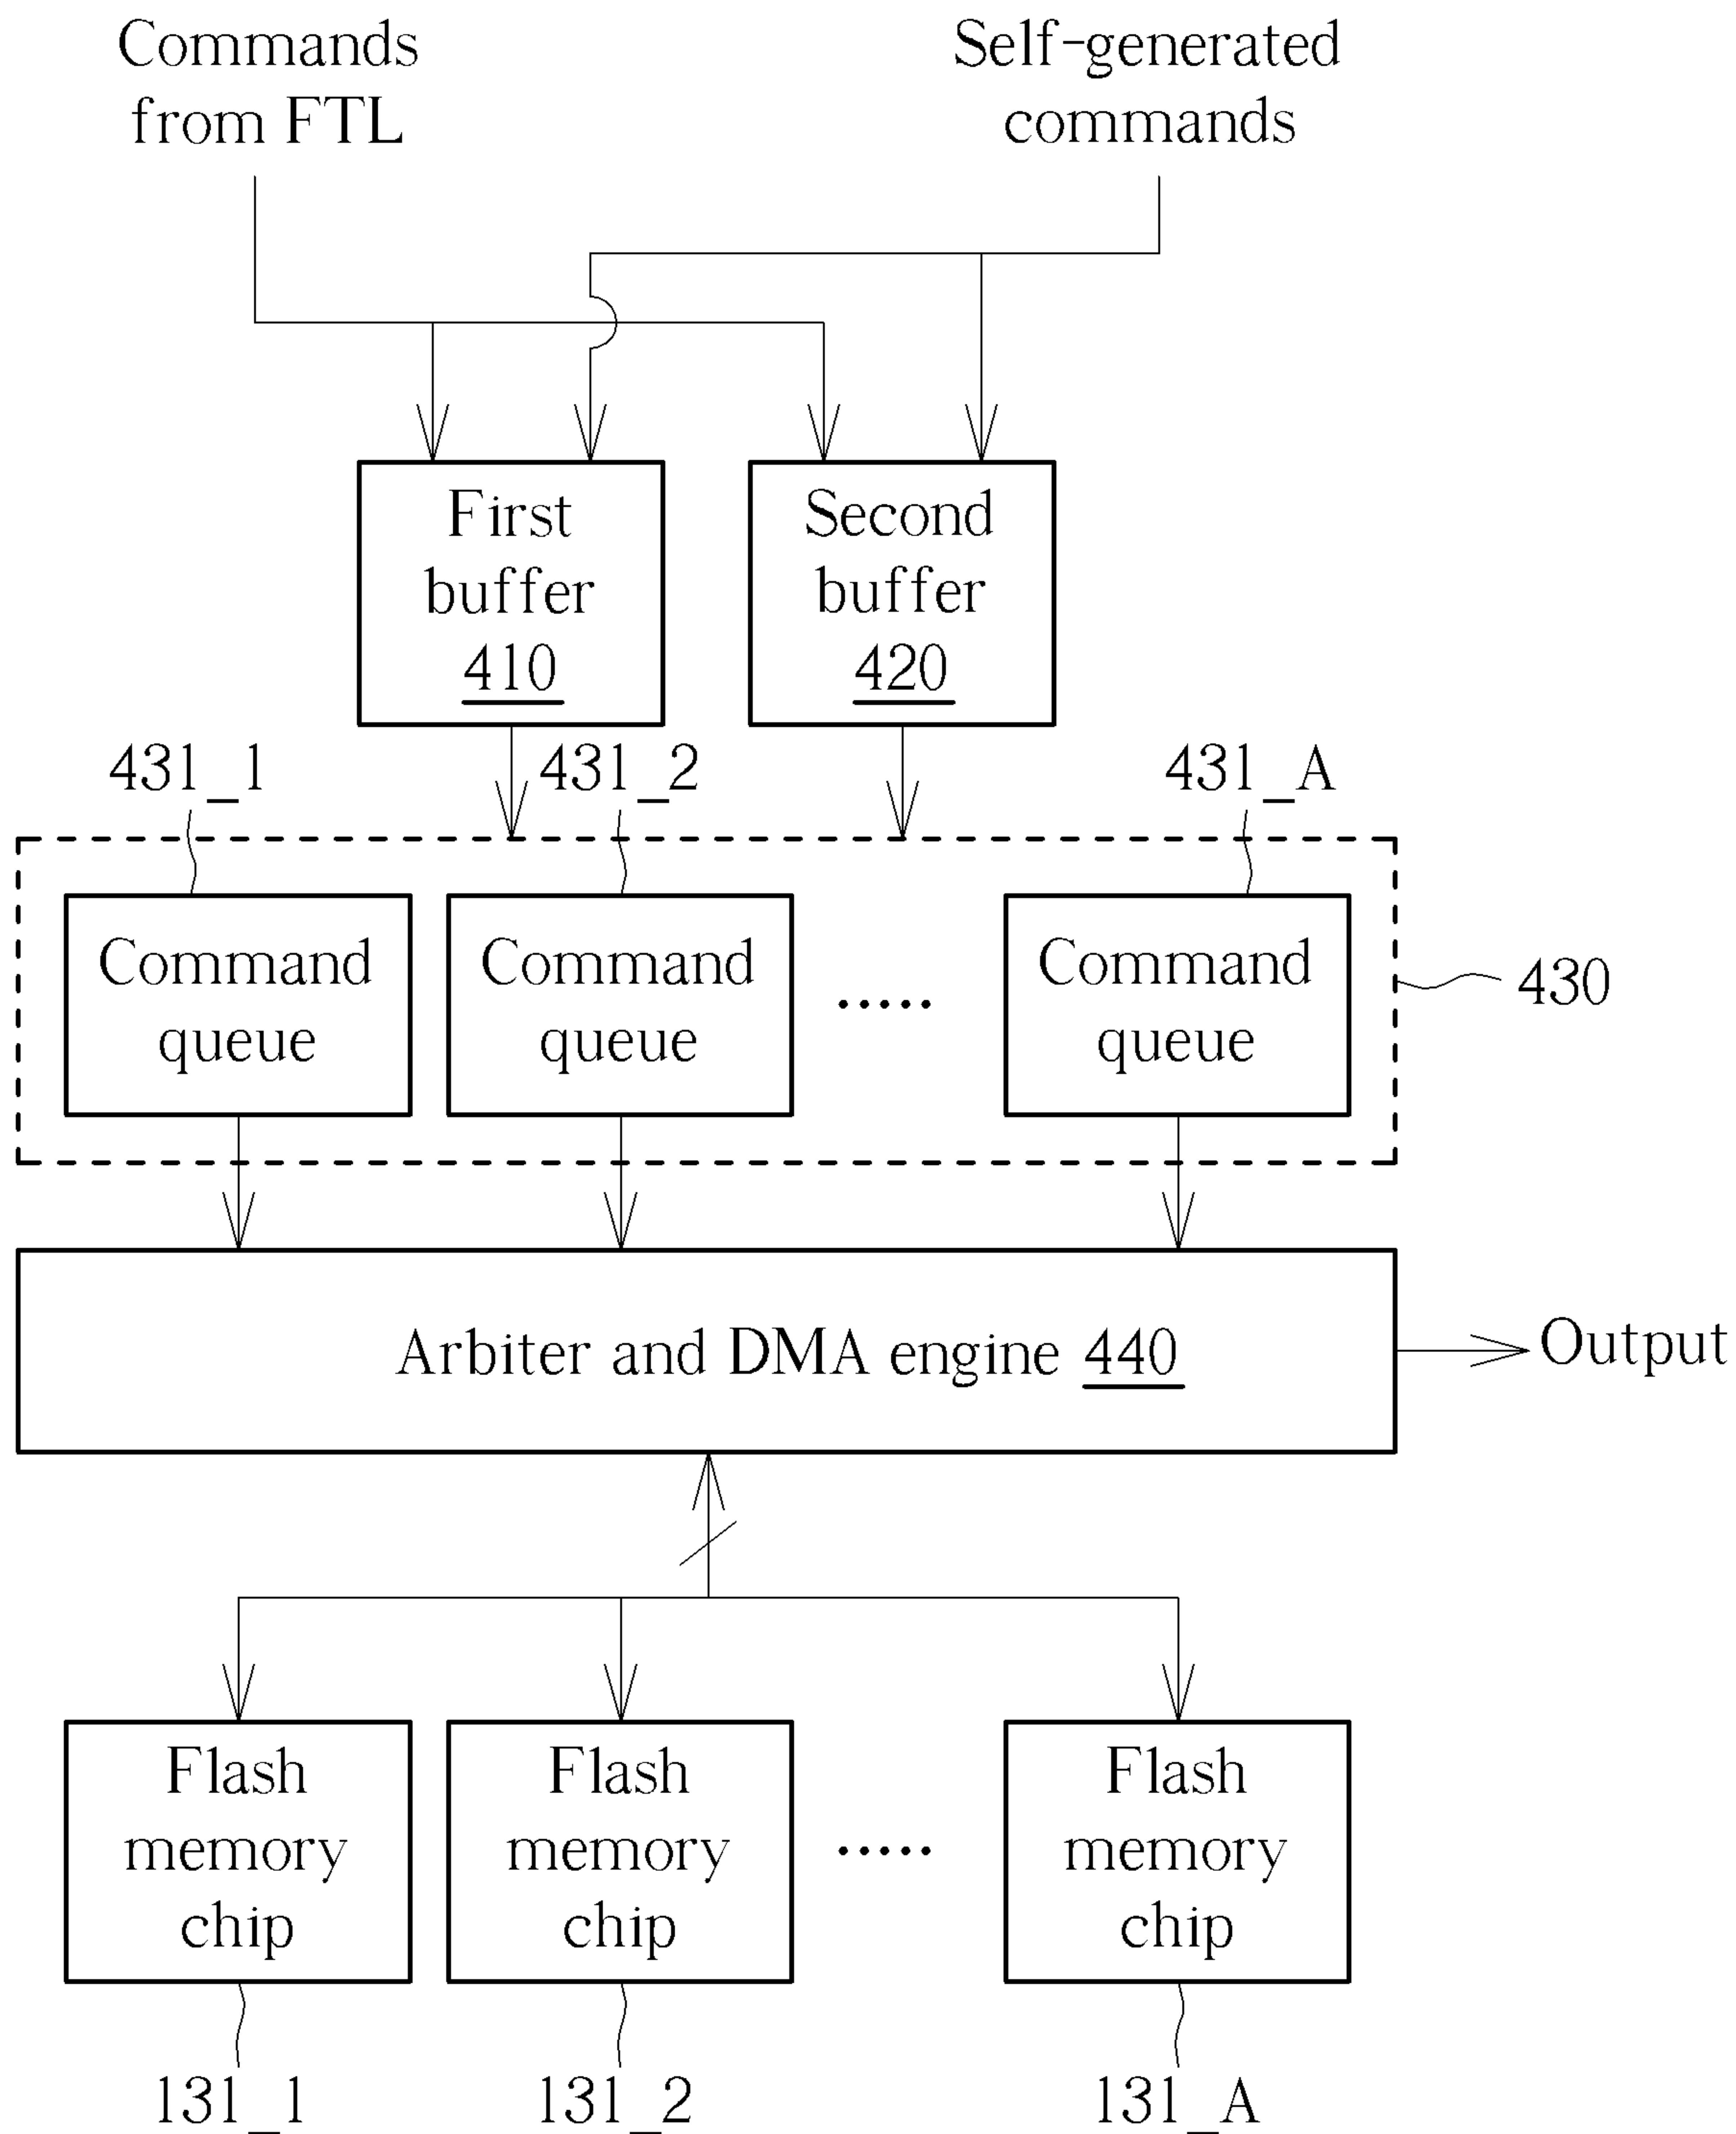 Commands
from FTL
Self-generated
commands
First
buffer
410
Second
buffer
420
431_1
431_2
431_A
Command
queue
Command
queue
.....
Command
queue
430
Arbiter and DMA engine 440
Output
Flash
memory
chip
Flash
memory
chip
.....
Flash
memory
chip
131_1
131_2
131_A